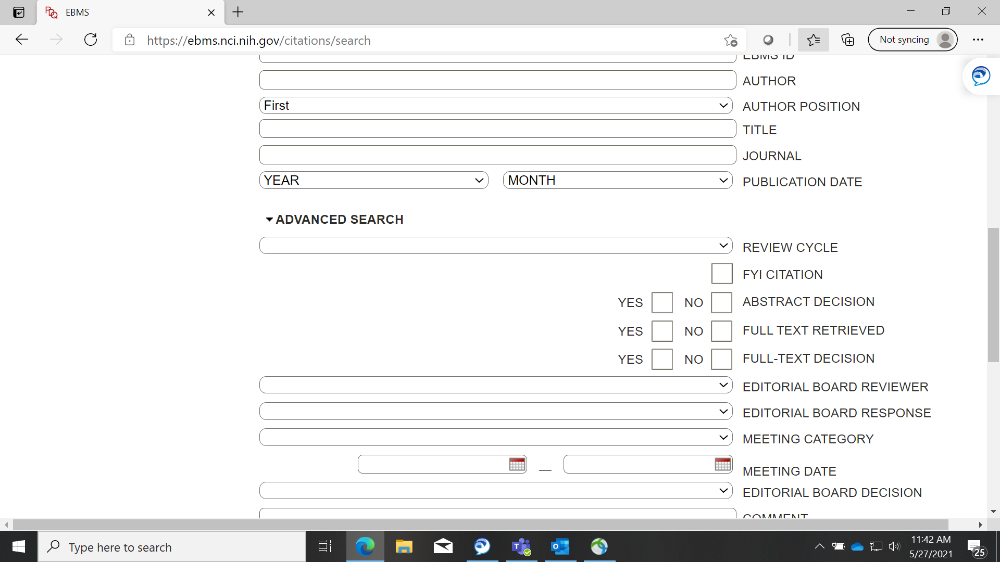 EBMS
https://ebms.nci.nih.gov/citations/search
Not syncing
EBMS ID
AUTHOR
First AUTHOR POSITION
TITLE
JOURNAL
YEAR MONTH PUBLICATION DATE
ADVANCED SEARCH
REVIEW CYCLE
FYI CITATION
YES NO ABSTRACT DECISION
YES NO FULL TEXT RETRIEVED
YES NO FULL-TEXT DECISION
EDITORIAL BOARD REVIEWER
EDITORIAL BOARD RESPONSE
MEETING CATEGORY
— MEETING DATE
EDITORIAL BOARD DECISION
COMMENT
Type here to search
11:42 AM
5/27/2021
25